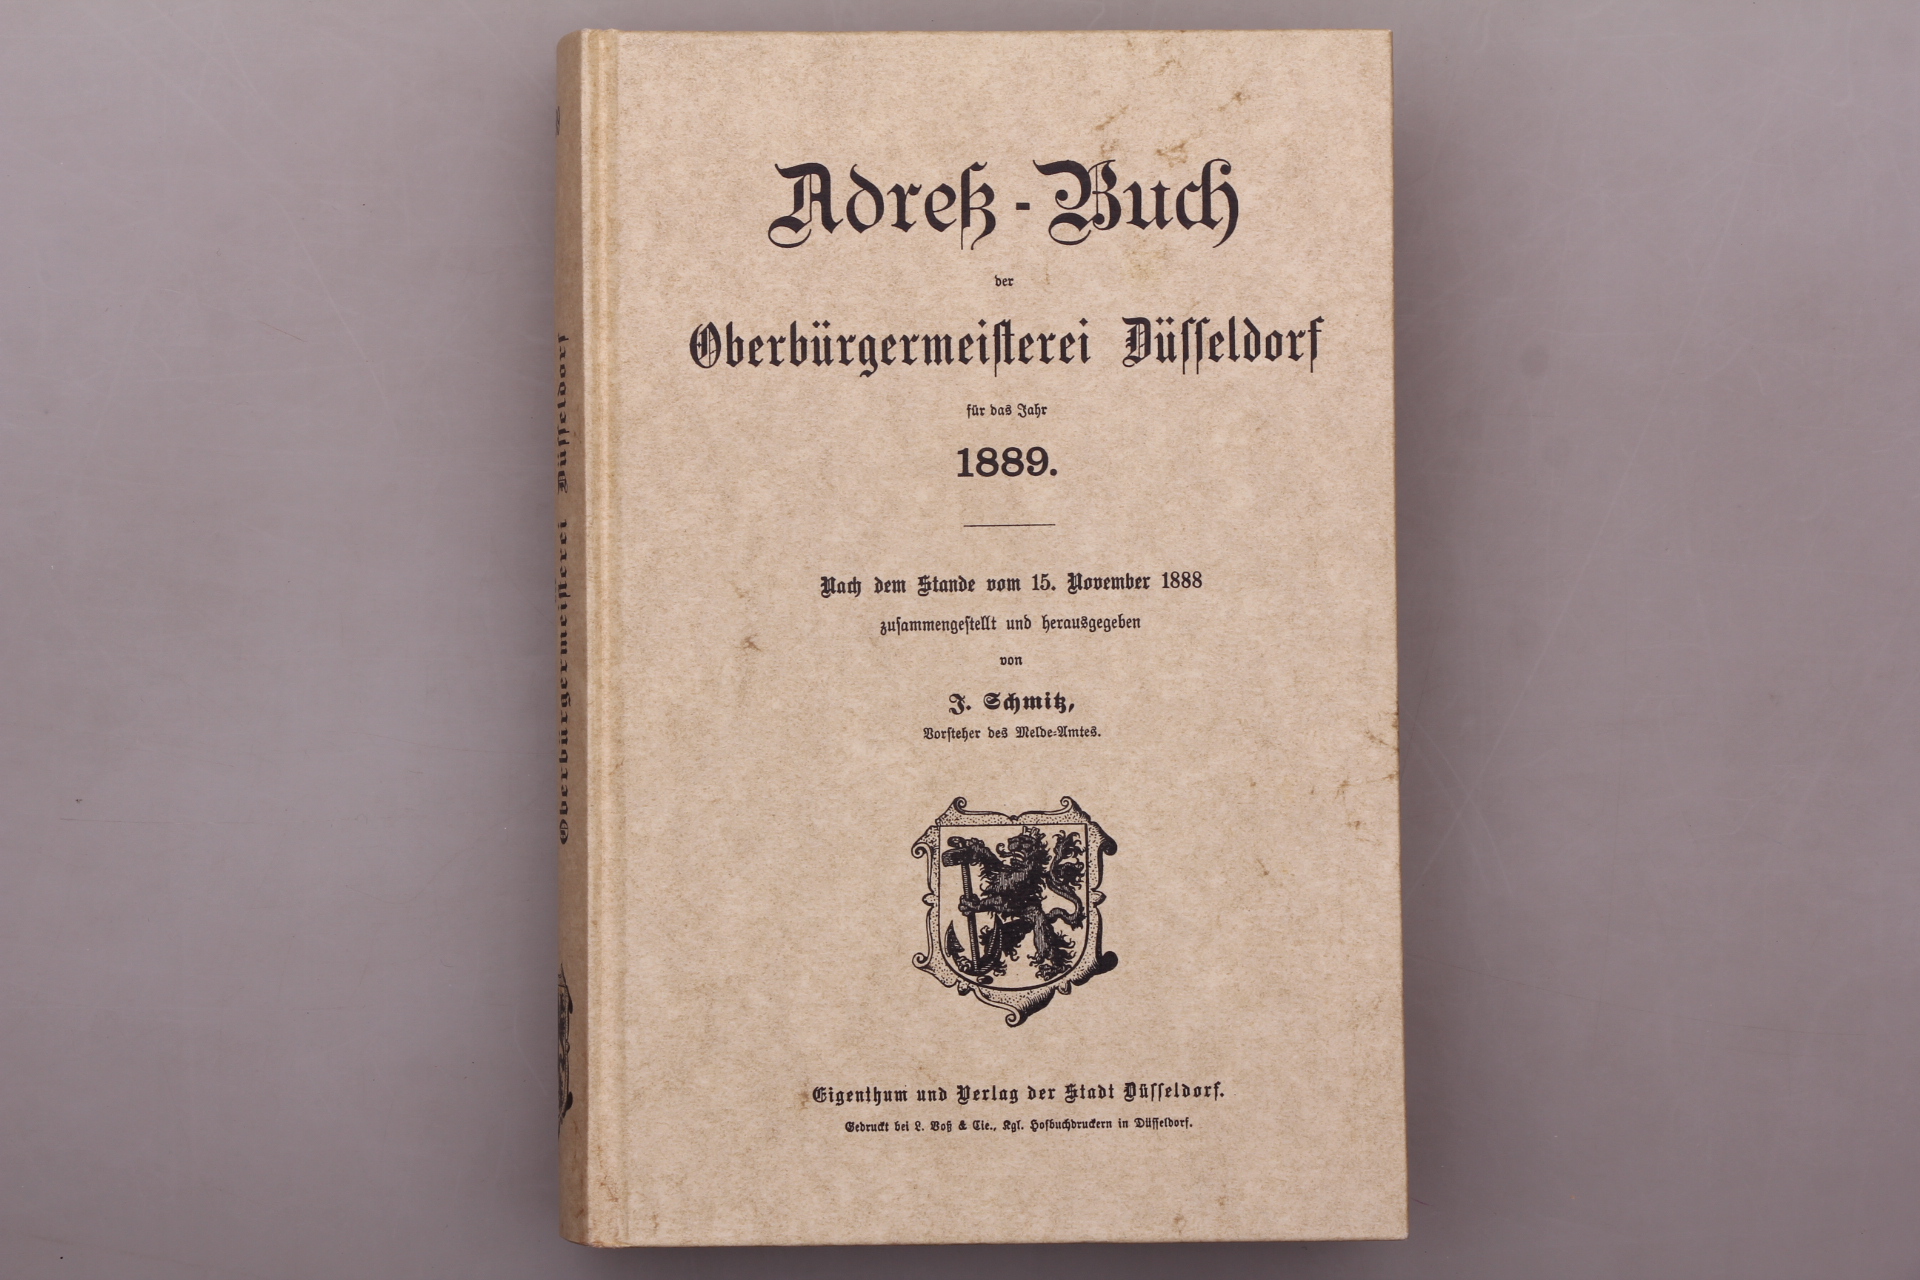 Adreß-Buch
der
Oberbürgermeisterei Düsseldorf
für das Jahr
1889.
Nach dem Stande vom 15. November 1888
zusammengestellt und herausgegeben
von
J. Schmitz,
Vorsteher des Melde-Amtes.
Eigenthum und Verlag der Stadt Düsseldorf.
Gedruckt bei L. Voß & Cie., Kgl. Hofbuchdruckern in Düsseldorf.
Oberbürgermeisterei Düsseldorf